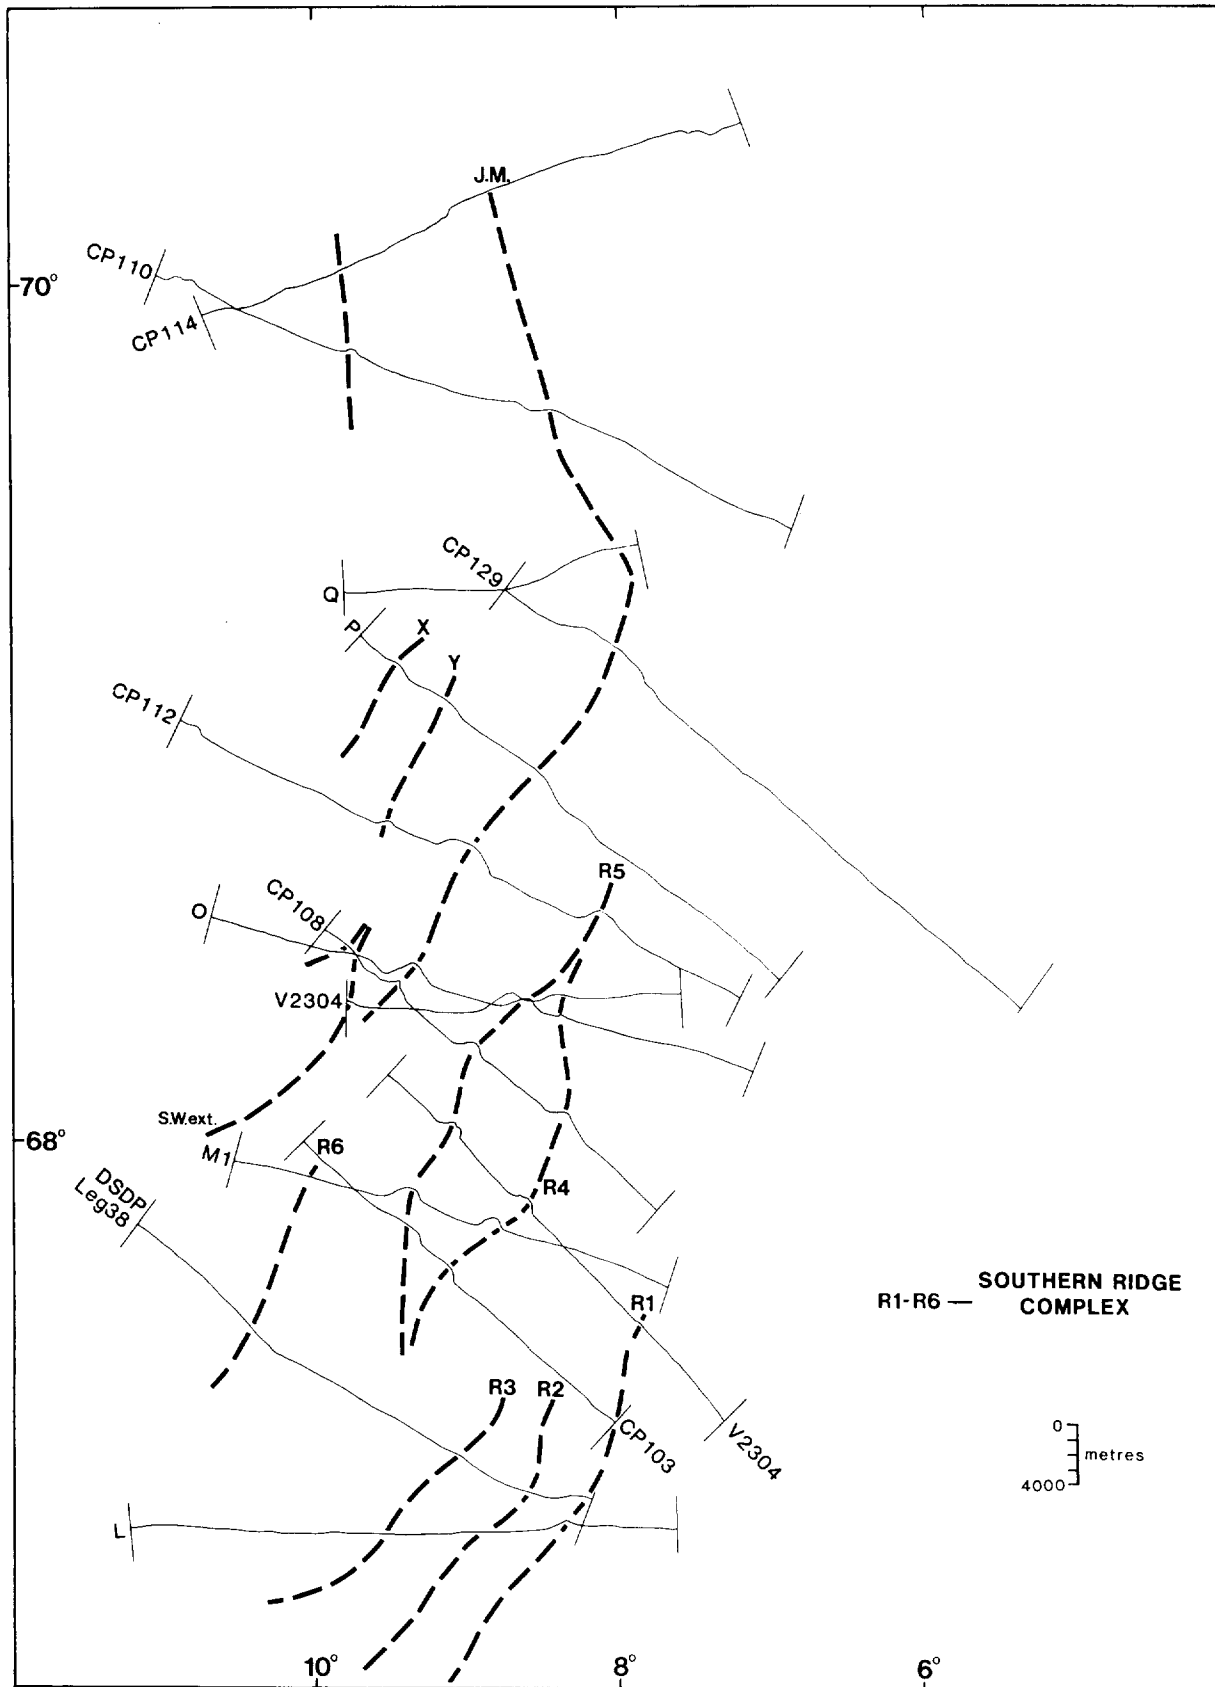 J.M.
CP110
70°
CP114
CP129
Q
P
X
Y
CP112
R5
CP108
O
V2304
S.W.ext.
68°
M1
R6
DSDP
Leg38
R4
R1
R1-R6 — SOUTHERN RIDGE
COMPLEX
R3
R2
CP103
V2304
0
metres
4000
L
10°
8°
6°